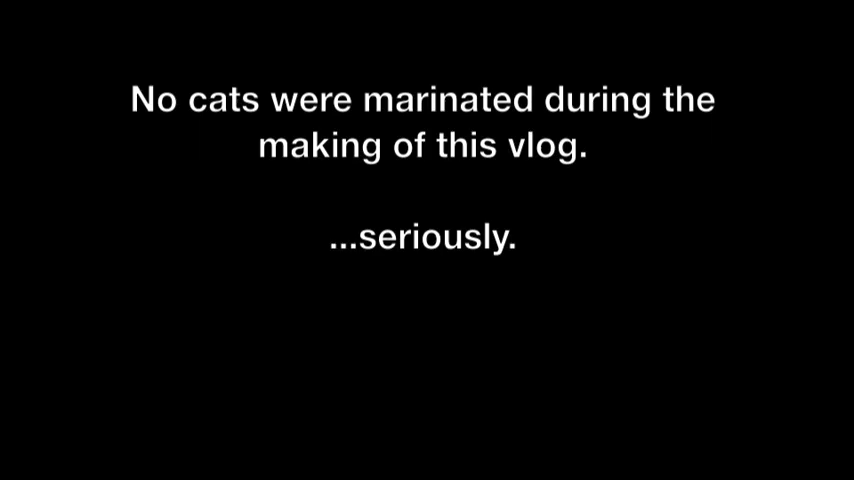 No cats were marinated during the
making of this vlog.
...seriously.